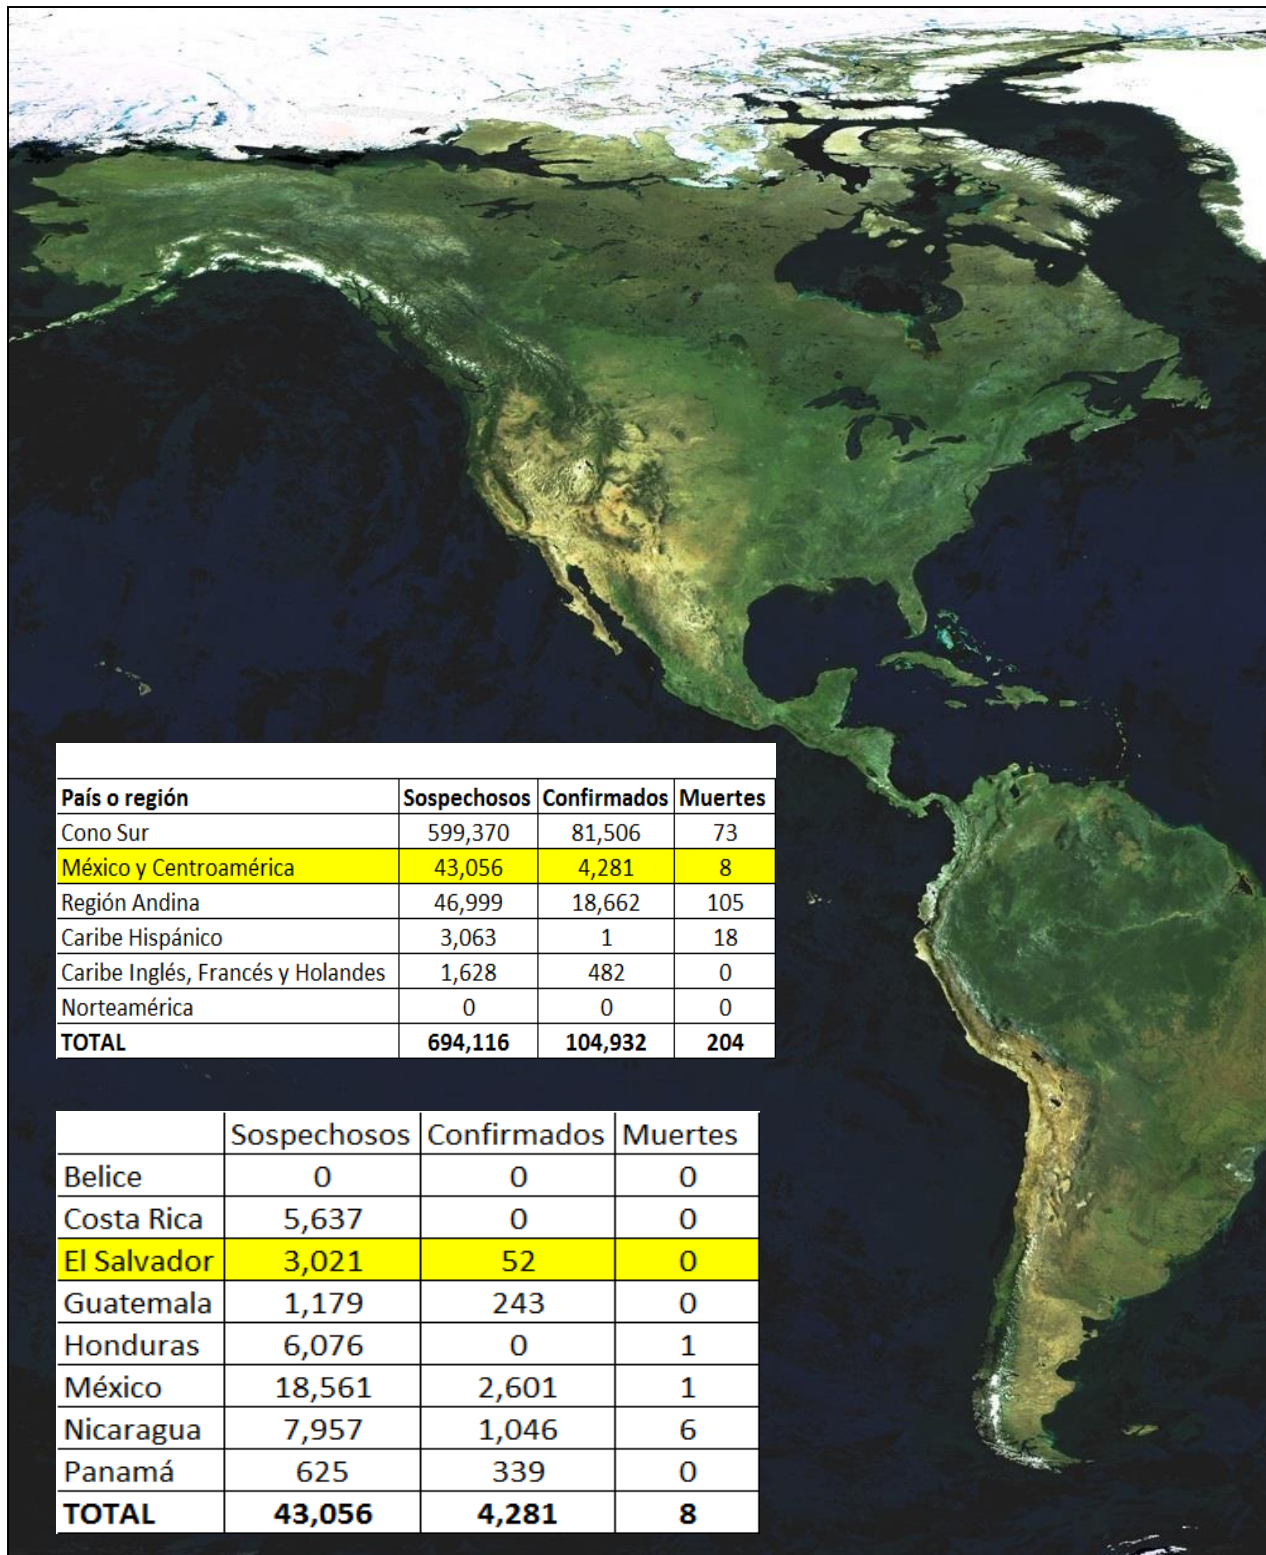 País o región Sospechosos Confirmados Muertes
Cono Sur 599,370 81,506 73
México y Centroamérica 43,056 4,281 8
Región Andina 46,999 18,662 105
Caribe Hispánico 3,063 1 18
Caribe Inglés, Francés y Holandes 1,628 482 0
Norteamérica 0 0 0
TOTAL 694,116 104,932 204
Sospechosos Confirmados Muertes
Belice 0 0 0
Costa Rica 5,637 0 0
El Salvador 3,021 52 0
Guatemala 1,179 243 0
Honduras 6,076 0 1
México 18,561 2,601 1
Nicaragua 7,957 1,046 6
Panamá 625 339 0
TOTAL 43,056 4,281 8